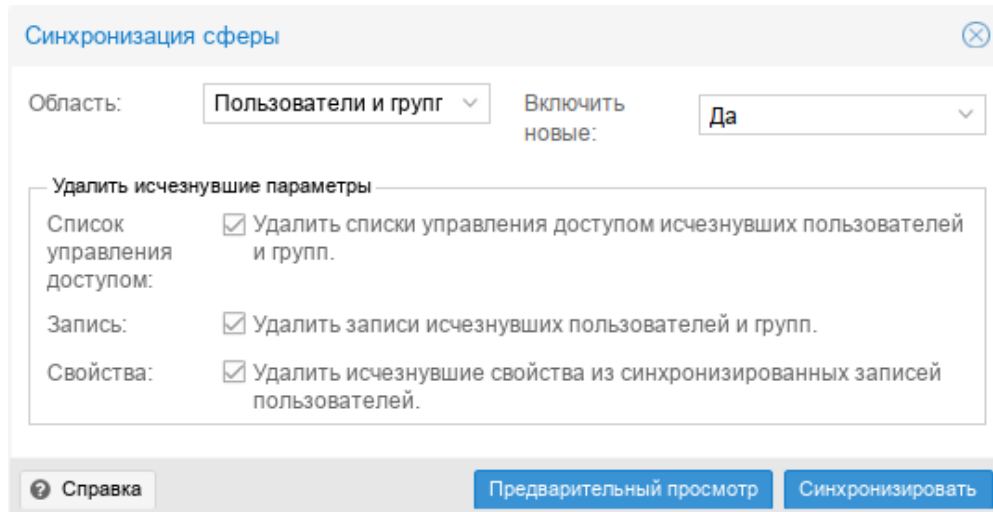 Синхронизация сферы
Область: Пользователи и групг Включить новые: Да
Удалить исчезнувшие параметры
Список управления доступом: Удалить списки управления доступом исчезнувших пользователей
и групп.
Запись: Удалить записи исчезнувших пользователей и групп.
Свойства: Удалить исчезнувшие свойства из синхронизированных записей
пользователей.
Справка Предварительный просмотр Синхронизировать